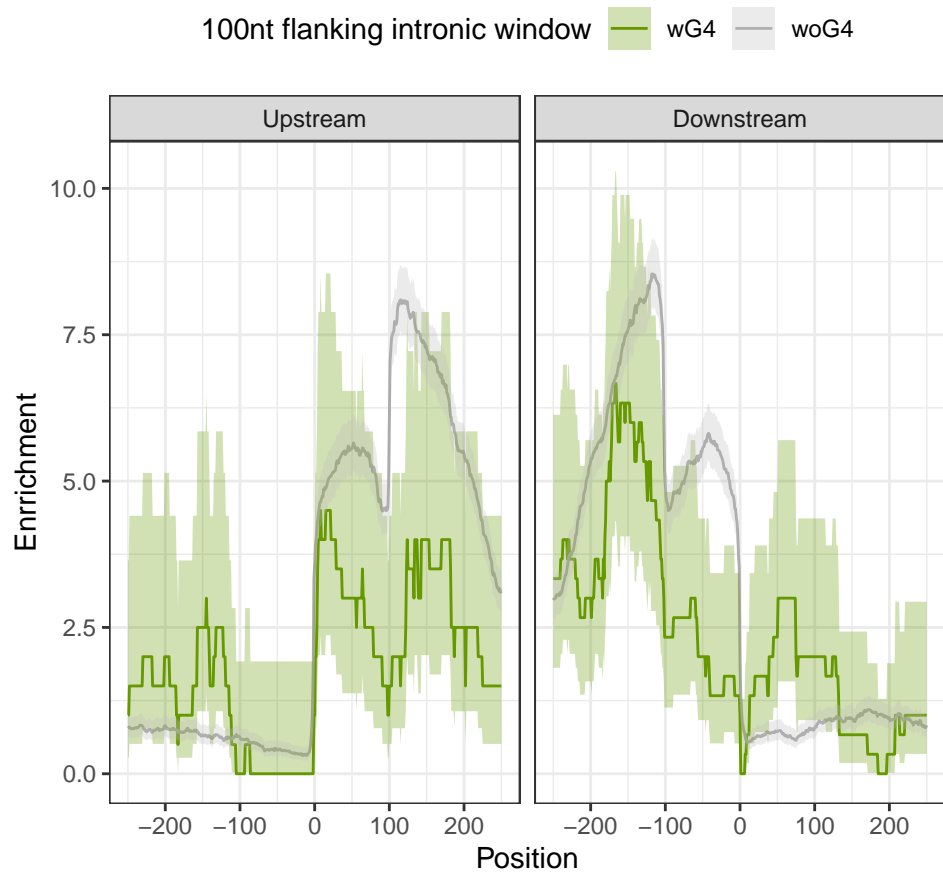 100nt flanking intronic window wG4 woG4
Upstream Downstream
10.0
7.5
5.0
2.5
0.0
Enrrichment
−200 −100 0 100 200 −200 −100 0 100 200
Position